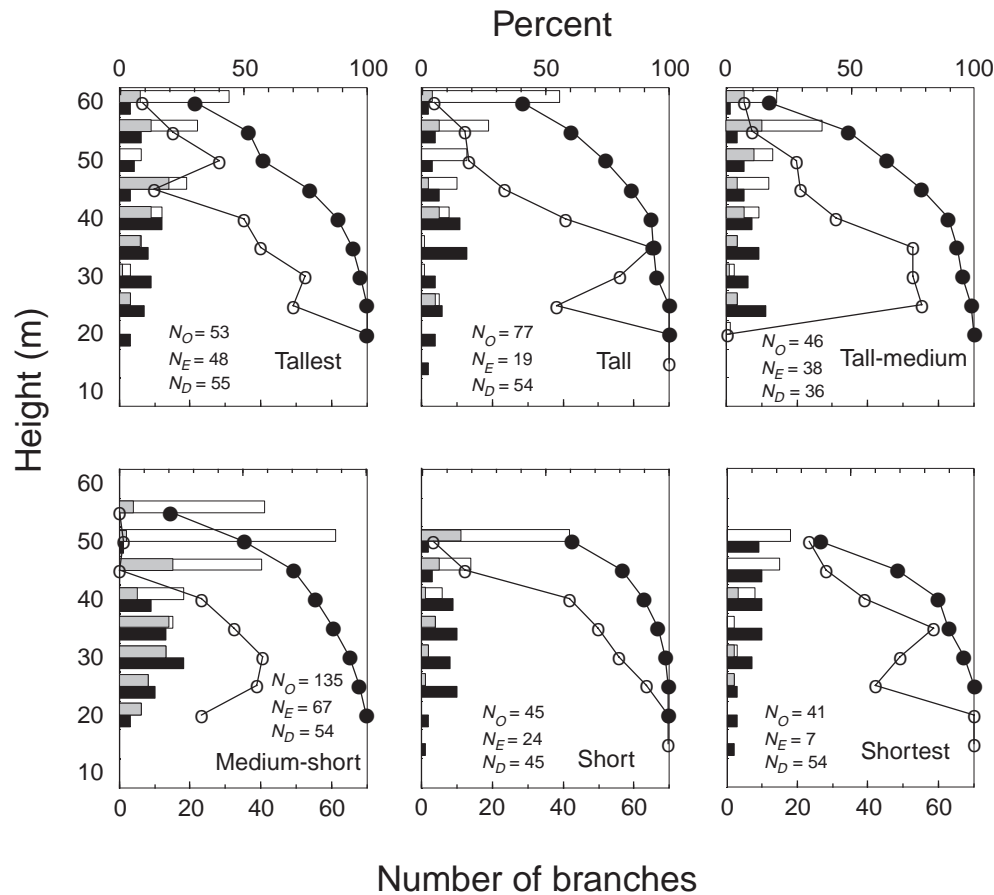 Percent
0 50 100 0 50 100 0 50 100
Height (m)
60
50
40
30
20
10
N_O = 53
N_E = 48
N_D = 55
Tallest
N_O = 77
N_E = 19
N_D = 54
Tall
N_O = 46
N_E = 38
N_D = 36
Tall-medium
60
50
40
30
20
10
N_O = 135
N_E = 67
N_D = 54
Medium-short
N_O = 45
N_E = 24
N_D = 45
Short
N_O = 41
N_E = 7
N_D = 54
Shortest
0 20 40 60 0 20 40 60 0 20 40 60
Number of branches